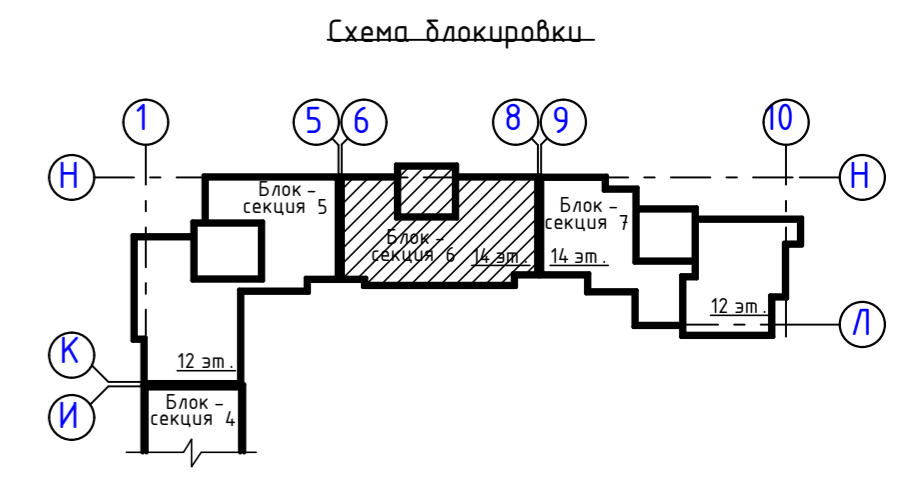 Схема блокировки
1 5 6 8 9 10
Н Н
Блок -
секция 5
Блок -
секция 6
14 эт.
14 эт.
Блок -
секция 7
12 эт.
Л
К
12 эт.
И
Блок -
секция 4